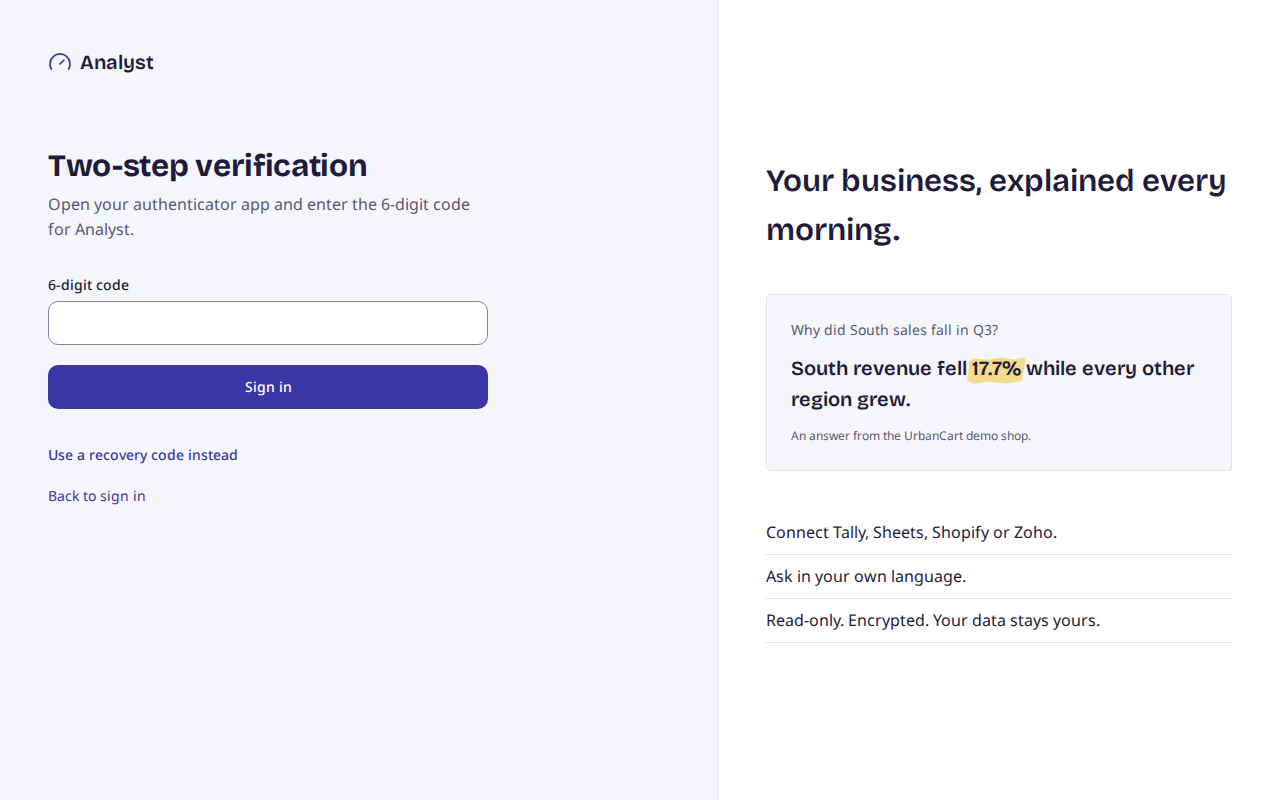 Analyst
Two-step verification
Open your authenticator app and enter the 6-digit code
for Analyst.
6-digit code
Sign in
Use a recovery code instead
Back to sign in
Your business, explained every
morning.
Why did South sales fall in Q3?
South revenue fell 17.7% while every other
region grew.
An answer from the UrbanCart demo shop.
Connect Tally, Sheets, Shopify or Zoho.
Ask in your own language.
Read-only. Encrypted. Your data stays yours.